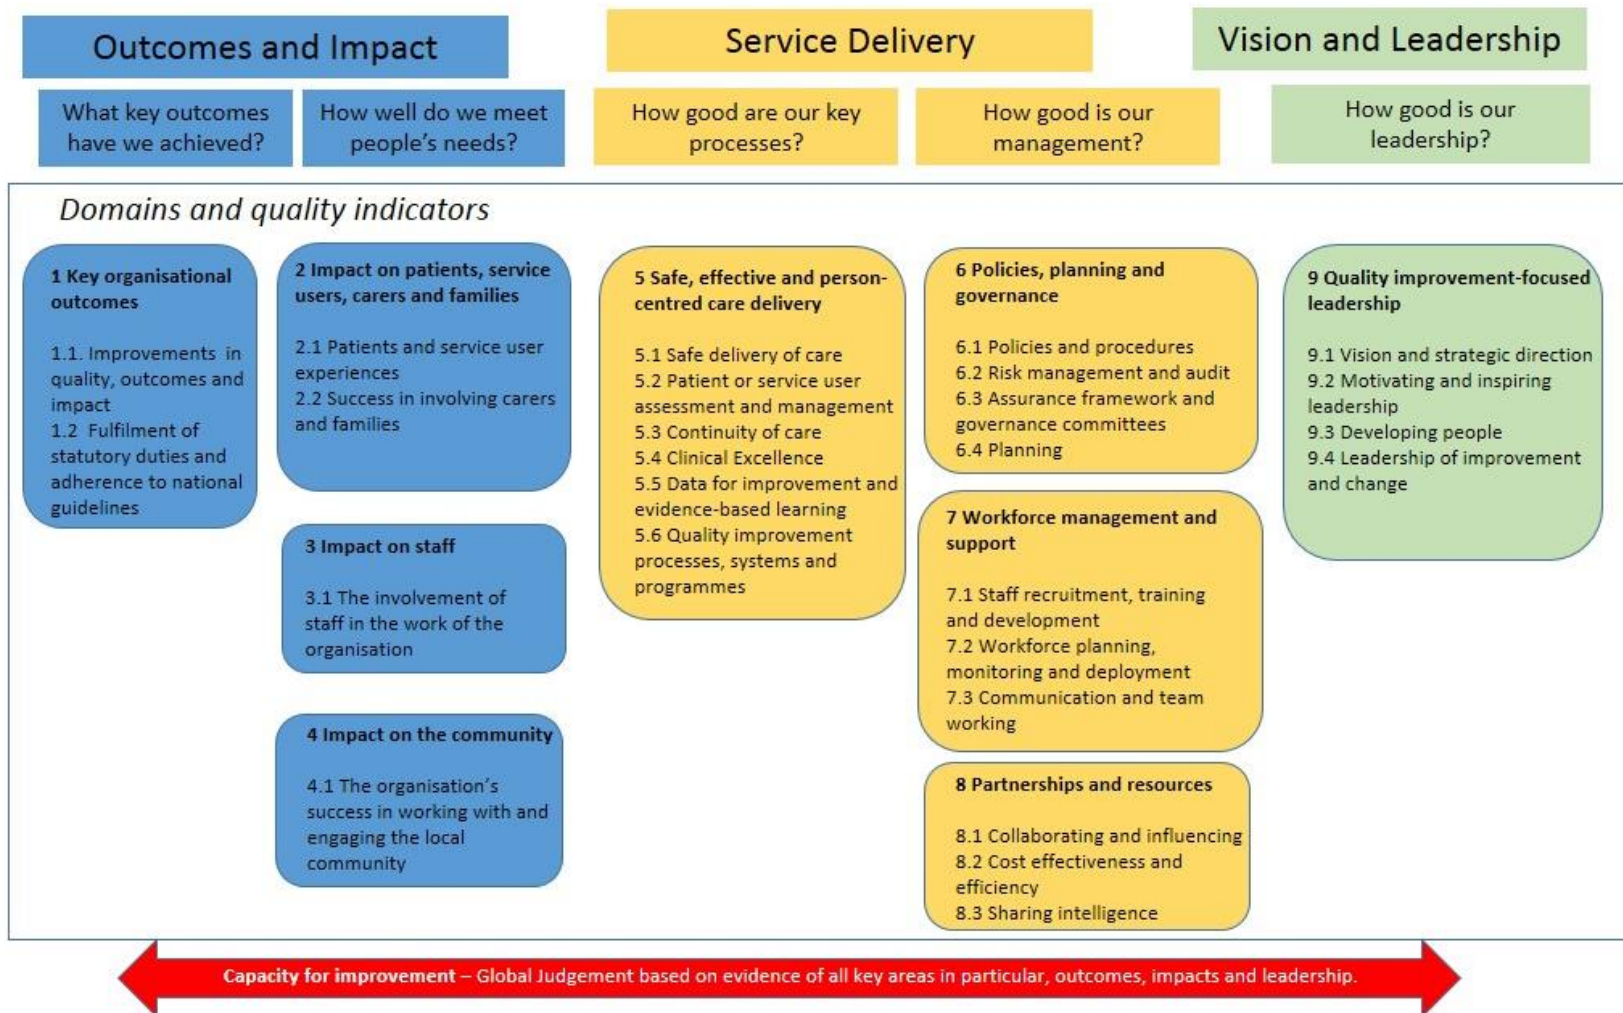 Outcomes and Impact
Service Delivery
Vision and Leadership
What key outcomes
have we achieved?
How well do we meet
people's needs?
How good are our key
processes?
How good is our
management?
How good is our
leadership?
Domains and quality indicators
1 Key organisational
outcomes
1.1. Improvements in
quality, outcomes and
impact
1.2 Fulfilment of
statutory duties and
adherence to national
guidelines
2 Impact on patients, service
users, carers and families
2.1 Patients and service user
experiences
2.2 Success in involving carers
and families
3 Impact on staff
3.1 The involvement of
staff in the work of the
organisation
4 Impact on the community
4.1 The organisation's
success in working with and
engaging the local
community
5 Safe, effective and person-
centred care delivery
5.1 Safe delivery of care
5.2 Patient or service user
assessment and management
5.3 Continuity of care
5.4 Clinical Excellence
5.5 Data for improvement and
evidence-based learning
5.6 Quality improvement
processes, systems and
programmes
6 Policies, planning and
governance
6.1 Policies and procedures
6.2 Risk management and audit
6.3 Assurance framework and
governance committees
6.4 Planning
7 Workforce management and
support
7.1 Staff recruitment, training
and development
7.2 Workforce planning,
monitoring and deployment
7.3 Communication and team
working
8 Partnerships and resources
8.1 Collaborating and influencing
8.2 Cost effectiveness and
efficiency
8.3 Sharing intelligence
9 Quality improvement-focused
leadership
9.1 Vision and strategic direction
9.2 Motivating and inspiring
leadership
9.3 Developing people
9.4 Leadership of improvement
and change
Capacity for improvement – Global Judgement based on evidence of all key areas in particular, outcomes, impacts and leadership.